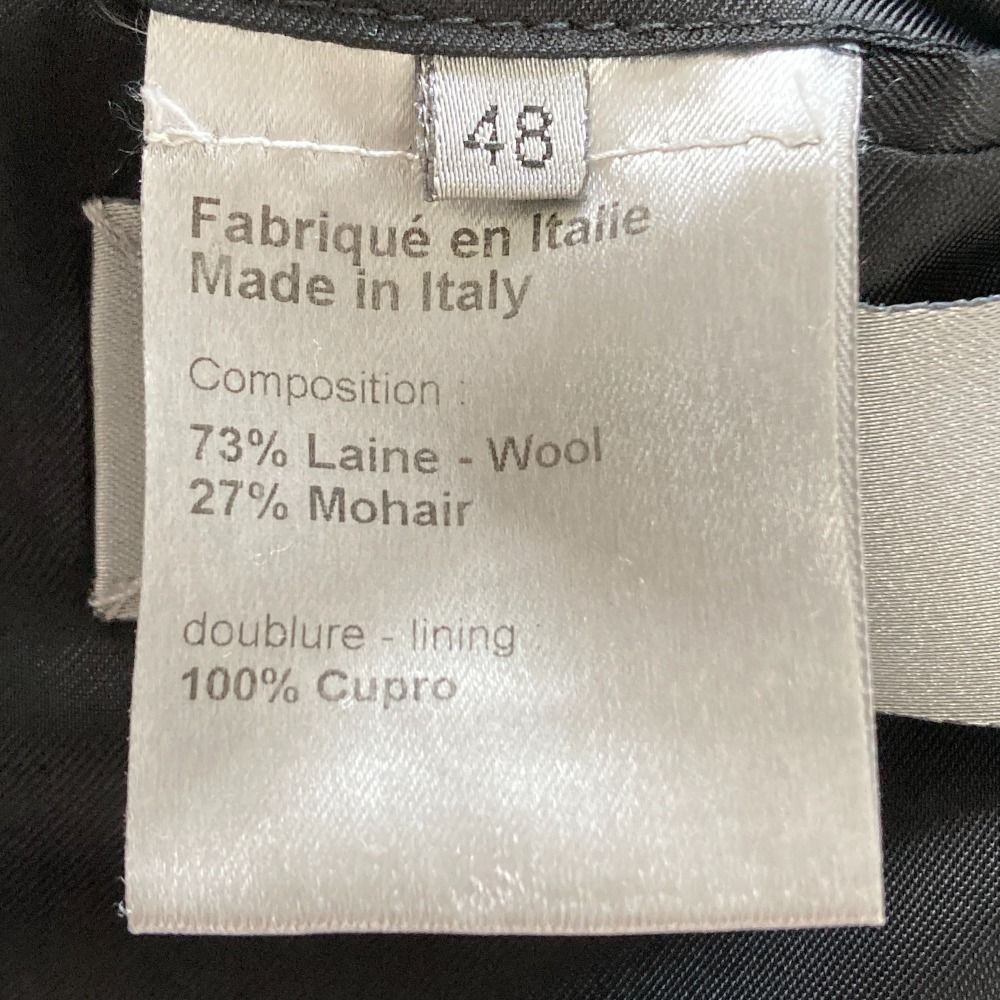 48
Fabriqué en Italie
Made in Italy
Composition :
73% Laine - Wool
27% Mohair
doublure - lining :
100% Cupro